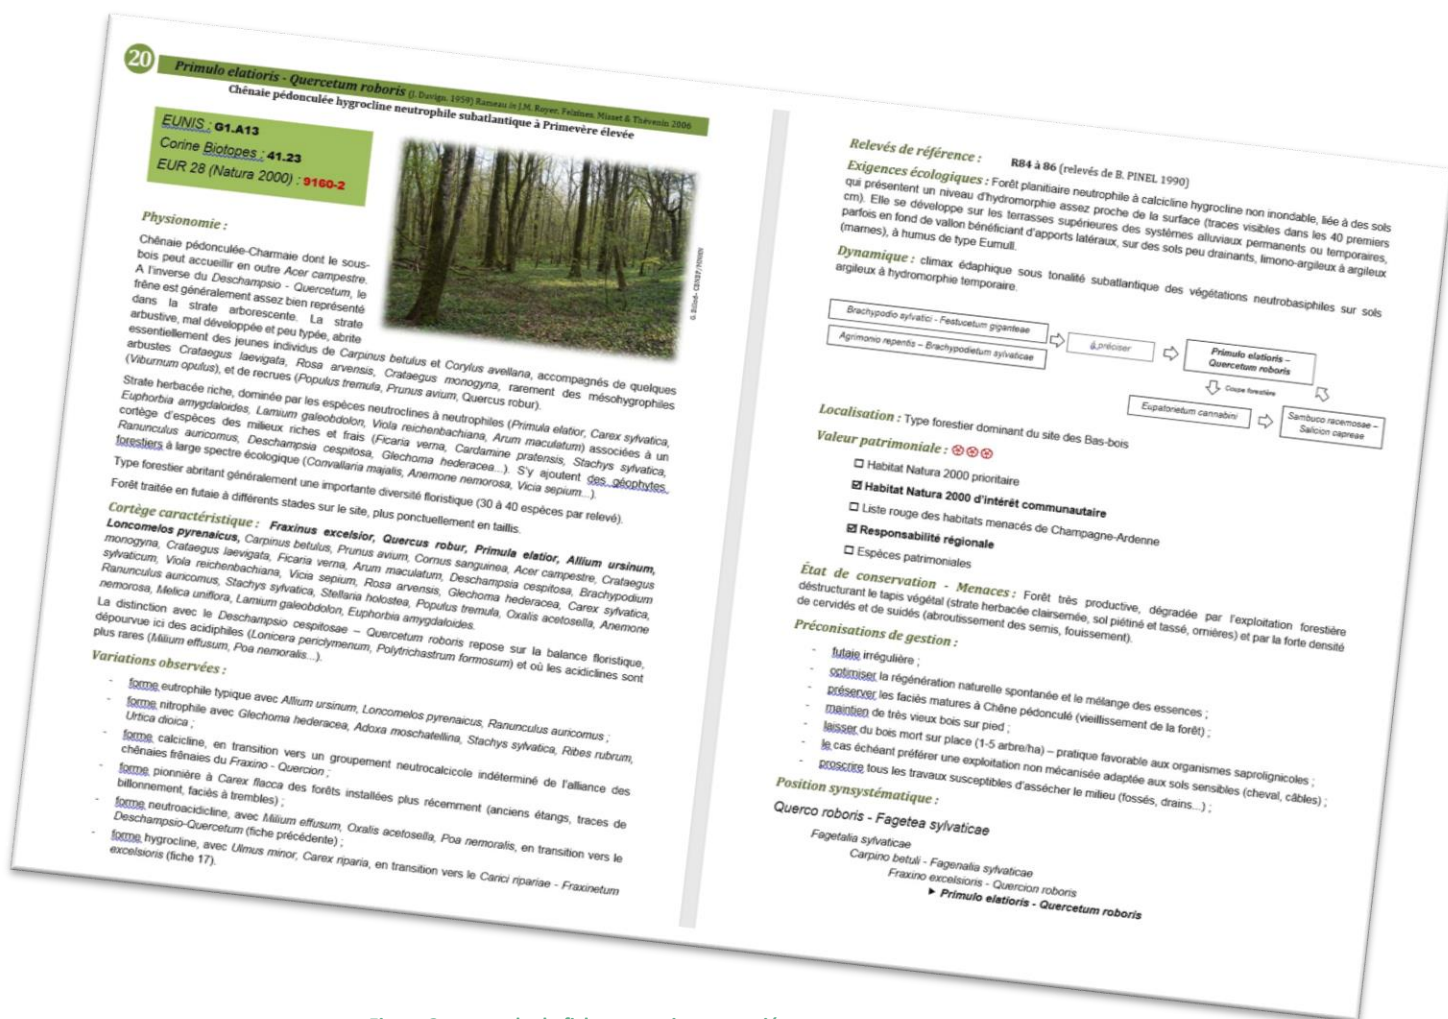 20
Primulo elatioris - Quercetum roboris (J. Duvign. 1959) Rameau in J.M. Royer, Felzines, Misset & Thévenin 2006
Chênaie pédonculée hygrocline neutrophile subatlantique à Primevère élevée
EUNIS : G1.A13
Corine Biotopes : 41.23
EUR 28 (Natura 2000) : 9160-2
Physionomie :
Chênaie pédonculée-Charmaie dont le sous-
bois peut accueillir en outre Acer campestre.
A l'inverse du Deschampsio - Quercetum, le
frêne est généralement assez bien représenté
dans la strate arborescente. La strate
arbustive, mal développée et peu typée, abrite
essentiellement des jeunes individus de Carpinus betulus et Corylus avellana, accompagnés de quelques
arbustes Crataegus laevigata, Rosa arvensis, Crataegus monogyna, rarement des mésohygrophiles
(Viburnum opulus), et de recrues (Populus tremula, Prunus avium, Quercus robur).
Strate herbacée riche, dominée par les espèces neutroclines à neutrophiles (Primula elatior, Carex sylvatica,
Euphorbia amygdaloides, Lamium galeobdolon, Viola reichenbachiana, Arum maculatum) associées à un
cortège d'espèces des milieux riches et frais (Ficaria verna, Cardamine pratensis, Stachys sylvatica,
Ranunculus auricomus, Deschampsia cespitosa, Glechoma hederacea...). S'y ajoutent des géophytes
forestiers à large spectre écologique (Convallaria majalis, Anemone nemorosa, Vicia sepium...).
Type forestier abritant généralement une importante diversité floristique (30 à 40 espèces par relevé).
Forêt traitée en futaie à différents stades sur le site, plus ponctuellement en taillis.
Cortège caractéristique : Fraxinus excelsior, Quercus robur, Primula elatior, Allium ursinum,
Loncomelos pyrenaicus, Carpinus betulus, Prunus avium, Cornus sanguinea, Acer campestre, Crataegus
monogyna, Crataegus laevigata, Ficaria verna, Arum maculatum, Deschampsia cespitosa, Brachypodium
sylvaticum, Viola reichenbachiana, Vicia sepium, Rosa arvensis, Glechoma hederacea, Carex sylvatica,
Ranunculus auricomus, Stachys sylvatica, Stellaria holostea, Populus tremula, Oxalis acetosella, Anemone
nemorosa, Melica uniflora, Lamium galeobdolon, Euphorbia amygdaloides.
La distinction avec le Deschampsio cespitosae – Quercetum roboris repose sur la balance floristique,
dépourvue ici des acidiphiles (Lonicera periclymenum, Polytrichastrum formosum) et où les acidiclines sont
plus rares (Milium effusum, Poa nemoralis...).
Variations observées :
- forme eutrophile typique avec Allium ursinum, Loncomelos pyrenaicus, Ranunculus auricomus ;
- forme nitrophile avec Glechoma hederacea, Adoxa moschatellina, Stachys sylvatica, Ribes rubrum,
Urtica dioica ;
- forme calcicline, en transition vers un groupement neutrocalcicole indéterminé de l'alliance des
chênaies frênaies du Fraxino - Quercion ;
- forme pionnière à Carex flacca des forêts installées plus récemment (anciens étangs, traces de
billonnement, faciès à trembles) ;
- forme neutroacidicline, avec Milium effusum, Oxalis acetosella, Poa nemoralis, en transition vers le
Deschampsio-Quercetum (fiche précédente) ;
- forme hygrocline, avec Ulmus minor, Carex riparia, en transition vers le Carici ripariae - Fraxinetum
excelsioris (fiche 17).
Relevés de référence : R84 à 86 (relevés de B. PINEL 1990)
Exigences écologiques : Forêt planitiaire neutrophile à calcicline hygrocline non inondable, liée à des sols
qui présentent un niveau d'hydromorphie assez proche de la surface (traces visibles dans les 40 premiers
cm). Elle se développe sur les terrasses supérieures des systèmes alluviaux permanents ou temporaires,
parfois en fond de vallon bénéficiant d'apports latéraux, sur des sols peu drainants, limono-argileux à argileux
(marnes), à humus de type Eumull.
Dynamique : climax édaphique sous tonalité subatlantique des végétations neutrobasiphiles sur sols
argileux à hydromorphie temporaire.
Brachypodio sylvatici - Festucetum giganteae
Agrimonio repentis – Brachypodietum sylvaticae
à préciser
Primulo elatioris –
Quercetum roboris
Coupe forestière
Eupatorietum cannabini
Sambuco racemosae –
Salicion capreae
Localisation : Type forestier dominant du site des Bas-bois
Valeur patrimoniale :
☐ Habitat Natura 2000 prioritaire
☑ Habitat Natura 2000 d'intérêt communautaire
☐ Liste rouge des habitats menacés de Champagne-Ardenne
☑ Responsabilité régionale
☐ Espèces patrimoniales
État de conservation - Menaces : Forêt très productive, dégradée par l'exploitation forestière
déstructurant le tapis végétal (strate herbacée clairsemée, sol piétiné et tassé, ornières) et par la forte densité
de cervidés et de suidés (abroutissement des semis, fouissement).
Préconisations de gestion :
- futaie irrégulière ;
- optimiser la régénération naturelle spontanée et le mélange des essences ;
- préserver les faciès matures à Chêne pédonculé (vieillissement de la forêt) ;
- maintien de très vieux bois sur pied ;
- laisser du bois mort sur place (1-5 arbre/ha) – pratique favorable aux organismes saprolignicoles ;
- le cas échéant préférer une exploitation non mécanisée adaptée aux sols sensibles (cheval, câbles) ;
- proscrire tous les travaux susceptibles d'assécher le milieu (fossés, drains...) ;
Position synsystématique :
Querco roboris - Fagetea sylvaticae
Fagetalia sylvaticae
Carpino betuli - Fagenalia sylvaticae
Fraxino excelsioris - Quercion roboris
► Primulo elatioris - Quercetum roboris